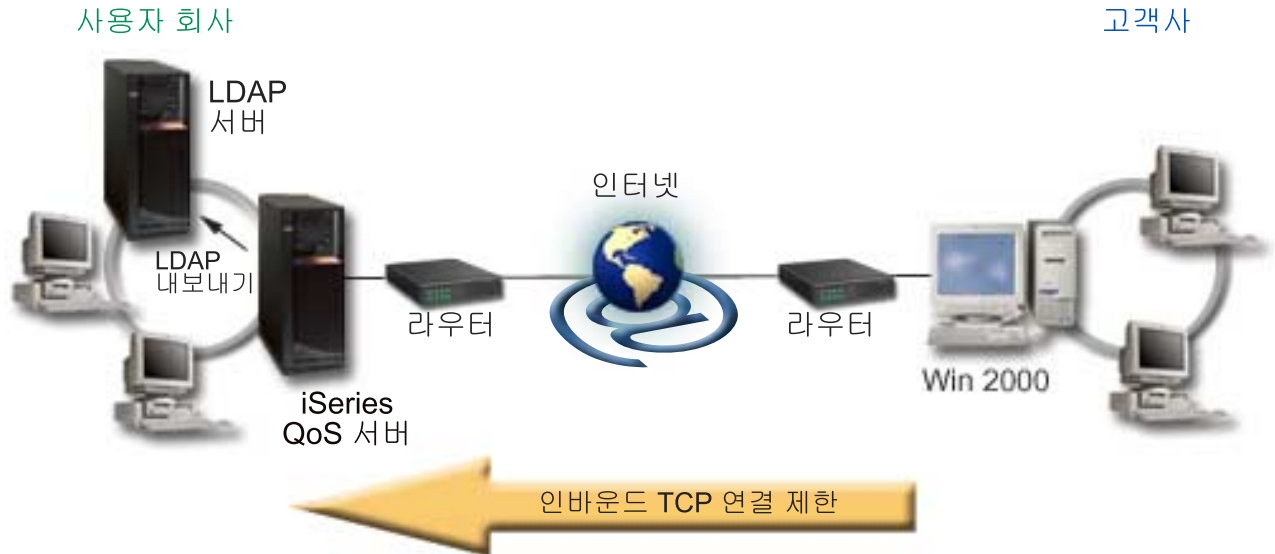 사용자 회사
고객사
LDAP
서버
인터넷
LDAP
내보내기
라우터
라우터
Win 2000
iSeries
QoS 서버
인바운드 TCP 연결 제한